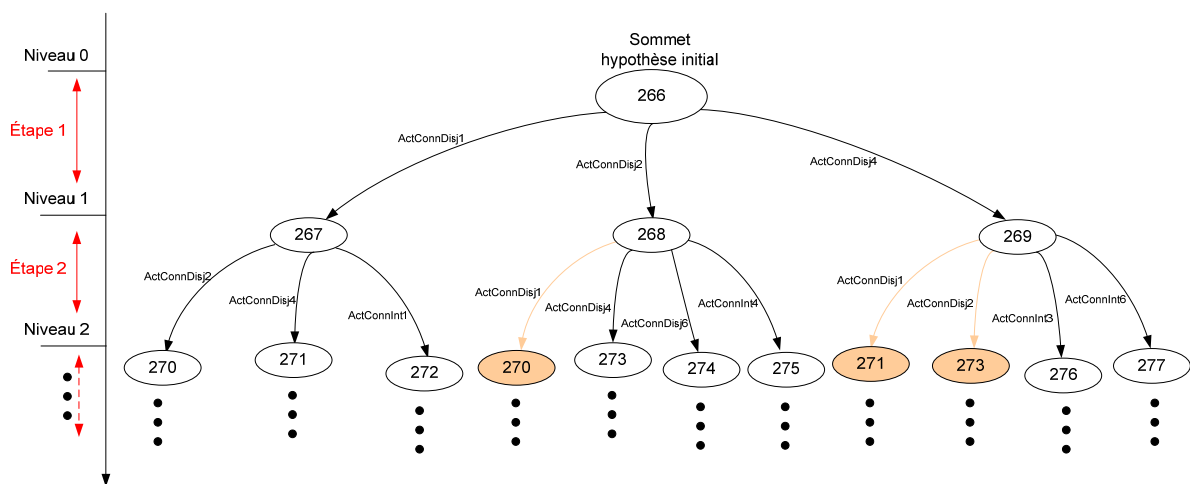 Sommet
hypothèse initial
Niveau 0
266
Étape 1
ActConnDisj1
ActConnDisj2
ActConnDisj4
Niveau 1
267
268
269
Étape 2
ActConnDisj2
ActConnDisj4
ActConnInt1
ActConnDisj1
ActConnDisj4
ActConnDisj6
ActConnInt4
ActConnDisj1
ActConnDisj2
ActConnInt3
ActConnInt6
Niveau 2
270
271
272
270
273
274
275
271
273
276
277